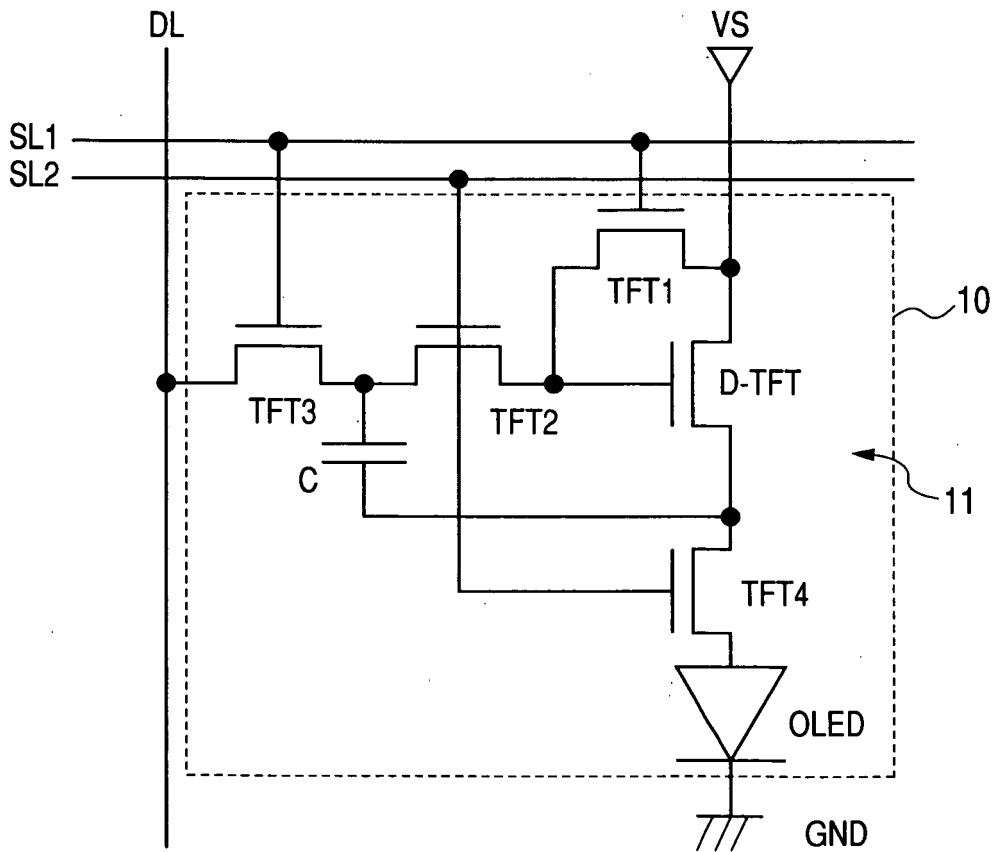 DL
VS
SL1
SL2
TFT1
10
D-TFT
TFT3
TFT2
C
11
TFT4
OLED
GND